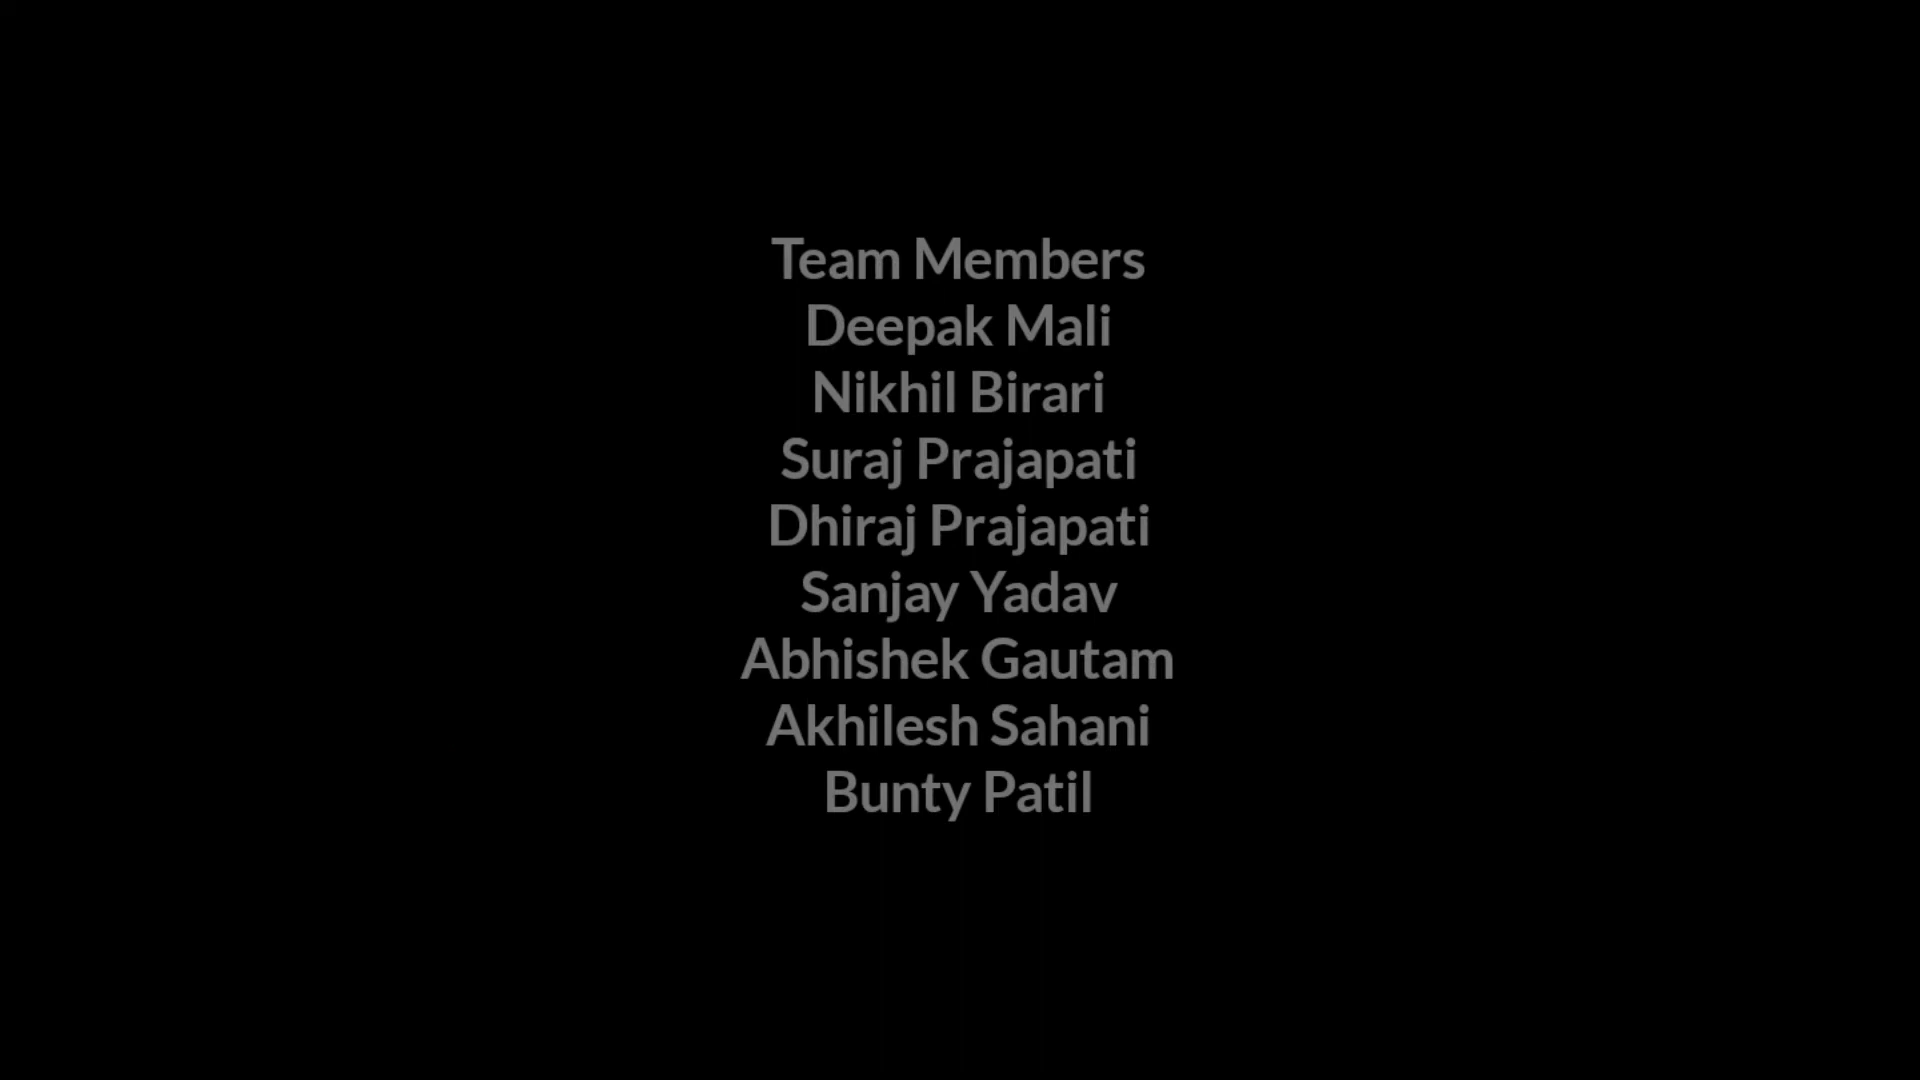 Team Members
Deepak Mali
Nikhil Birari
Suraj Prajapati
Dhiraj Prajapati
Sanjay Yadav
Abhishek Gautam
Akhilesh Sahani
Bunty Patil